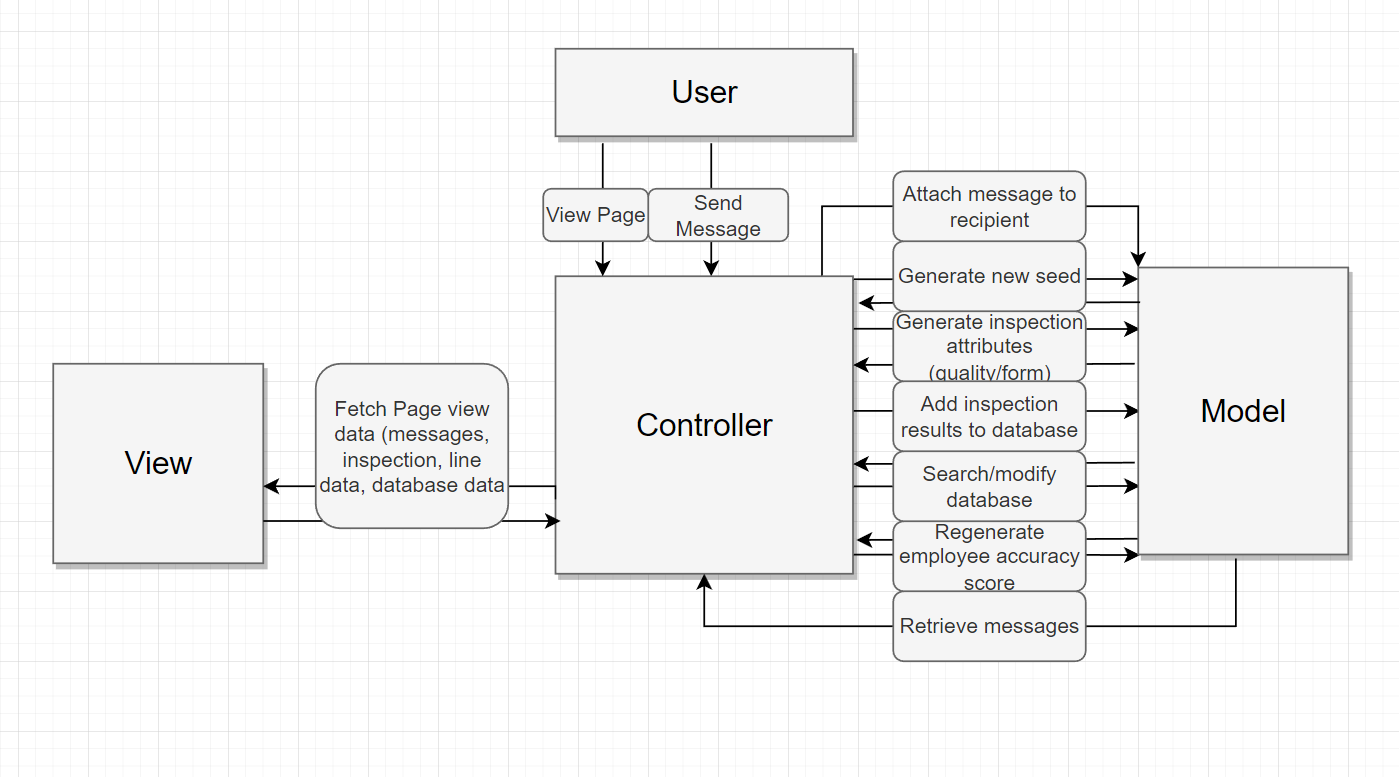 User
View Page
Send
Message
Attach message to
recipient
Generate new seed
Generate inspection
attributes
(quality/form)
Add inspection
results to database
Search/modify
database
Regenerate
employee accuracy
score
Retrieve messages
Fetch Page view
data (messages,
inspection, line
data, database data
View
Controller
Model